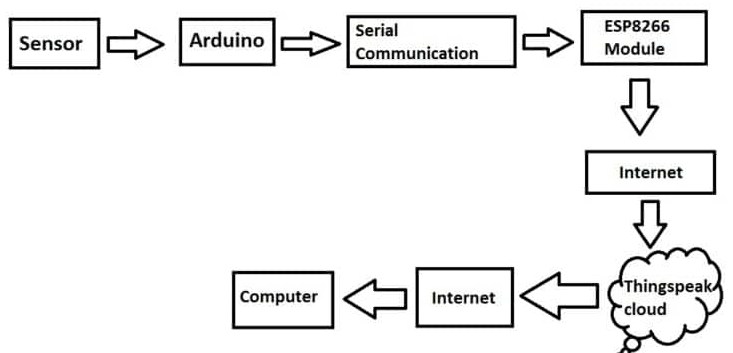 Sensor
Arduino
Serial
Communication
ESP8266
Module
Internet
Thingspeak
cloud
Internet
Computer